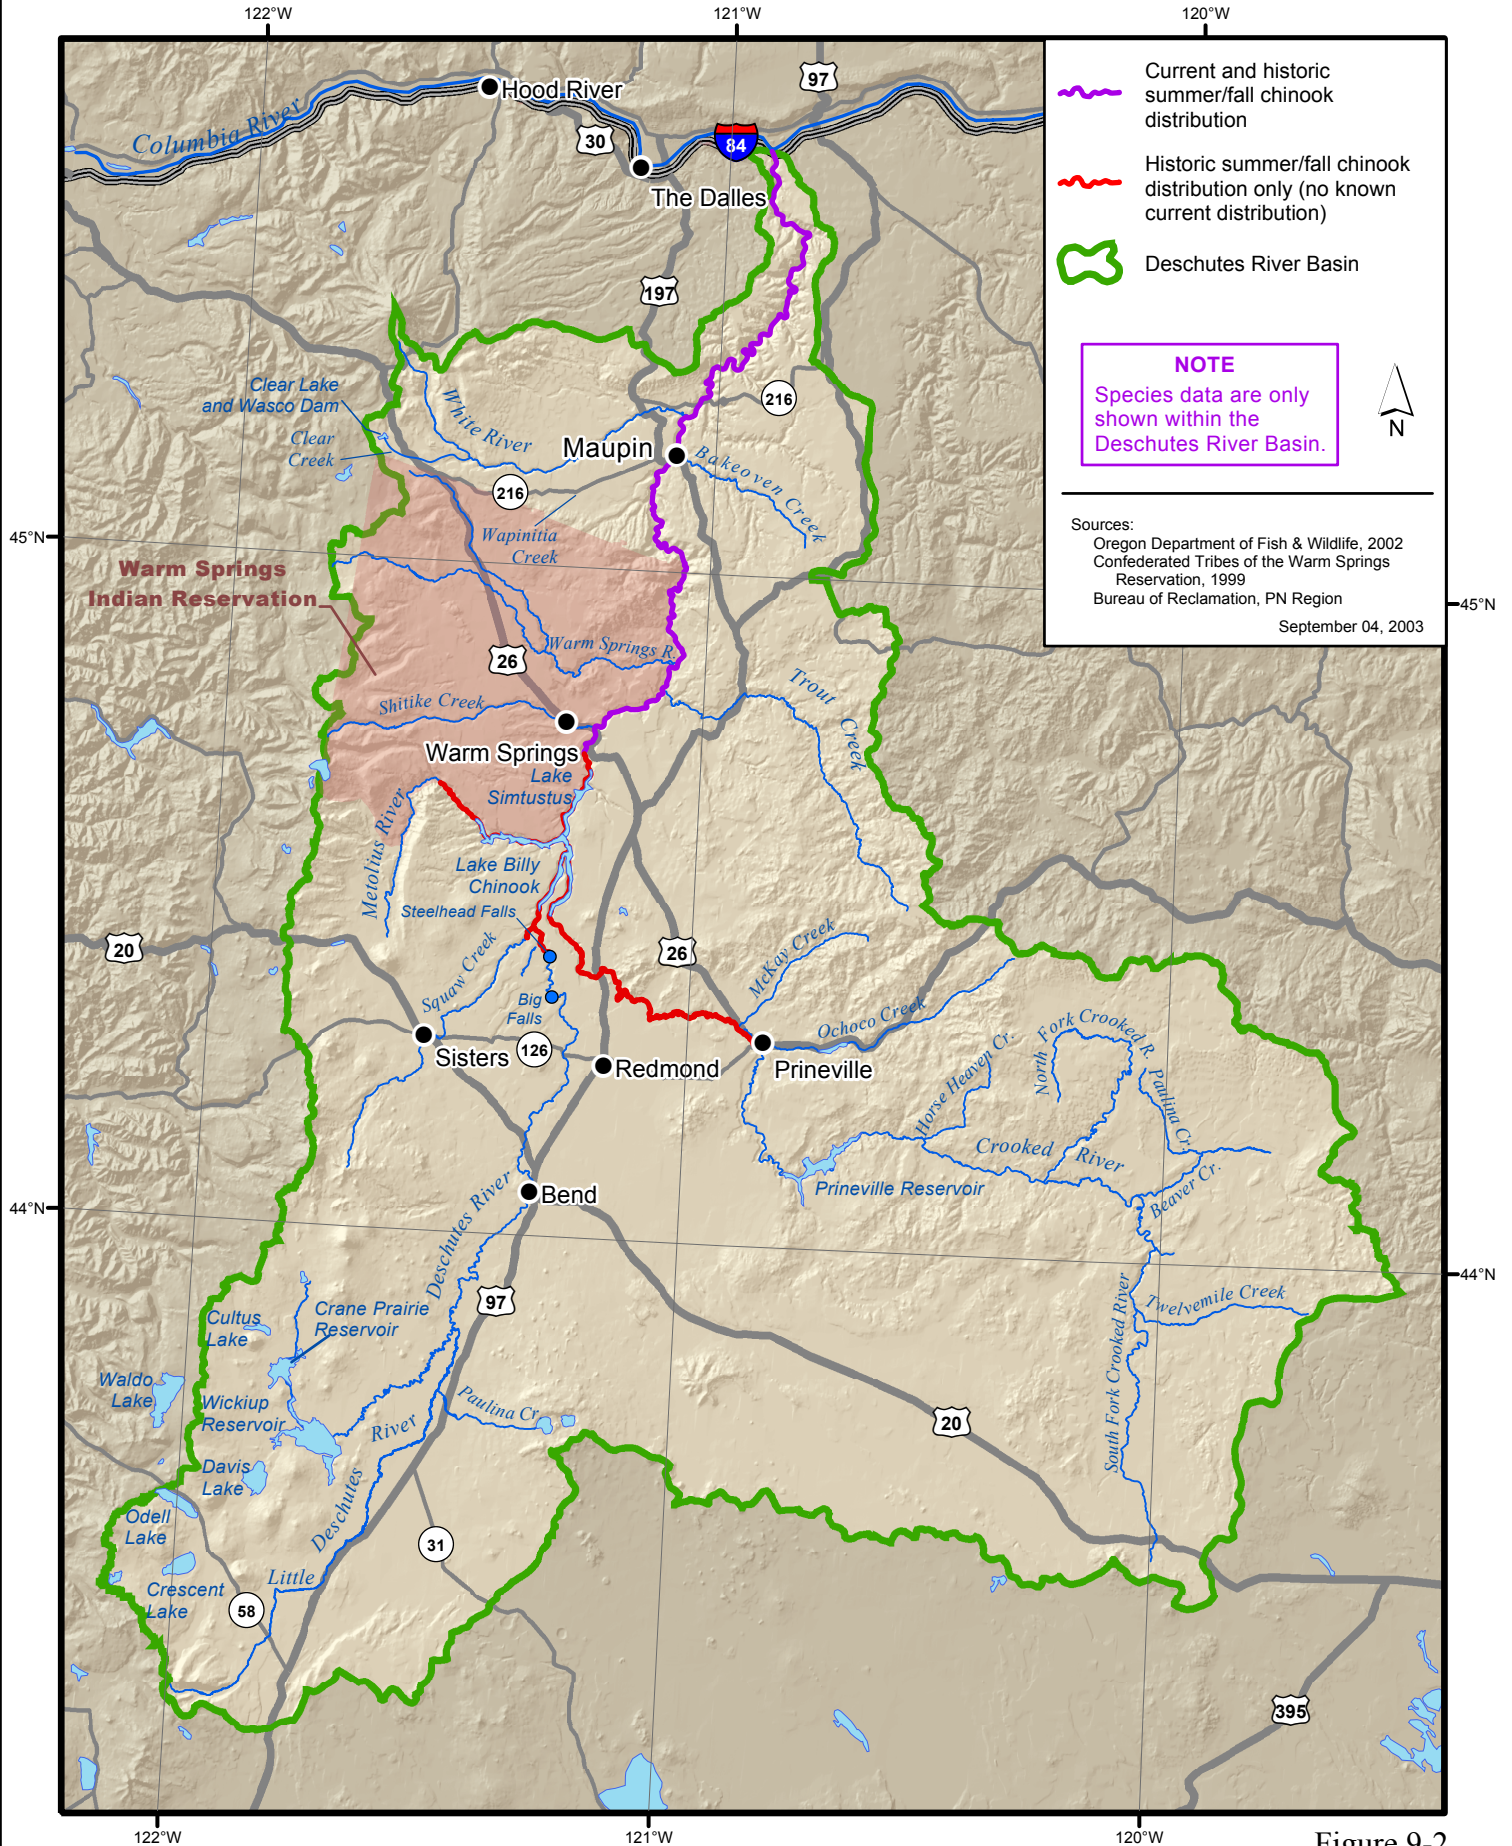 122°W
121°W
120°W
Hood River
97
Columbia River
30
84
The Dalles
197
Current and historic
summer/fall chinook
distribution
Historic summer/fall chinook
distribution only (no known
current distribution)
Deschutes River Basin
NOTE
Species data are only
shown within the
Deschutes River Basin.
N
Sources:
Oregon Department of Fish & Wildlife, 2002
Confederated Tribes of the Warm Springs
Reservation, 1999
Bureau of Reclamation, PN Region
September 04, 2003
Clear Lake
and Wasco Dam
Clear
Creek
White River
216
Maupin
Bakeoven Creek
216
Wapinitia
Creek
45°N
45°N
Warm Springs
Indian Reservation
Warm Springs R.
26
Shitike Creek
Trout Creek
Warm Springs
Lake
Simtustus
Metolius River
Lake Billy
Chinook
Steelhead Falls
20
Squaw Creek
26
McKay Creek
Big
Falls
Ochoco Creek
Sisters
126
Redmond
Prineville
Horse Heaven Cr.
North Fork Crooked R.
Paulina Cr.
Crooked River
Prineville Reservoir
Beaver Cr.
Bend
44°N
44°N
Deschutes River
97
Cultus
Lake
Crane Prairie
Reservoir
South Fork Crooked River
Twelvemile Creek
Waldo
Lake
Wickiup
Reservoir
Paulina Cr
20
Davis
Lake
Little Deschutes River
Odell
Lake
31
Crescent
Lake
58
395
122°W
121°W
120°W
Figure 9-2